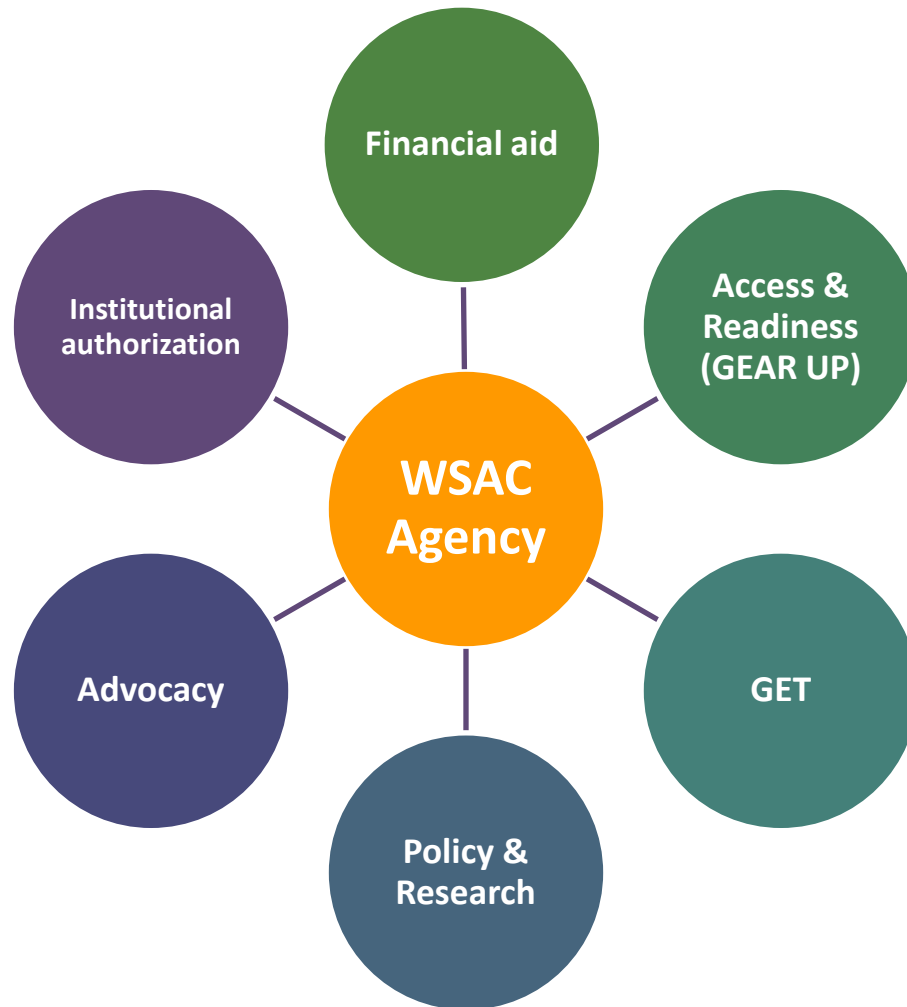 Financial aid
Access &
Readiness
(GEAR UP)
GET
Policy &
Research
Advocacy
Institutional
authorization
WSAC
Agency